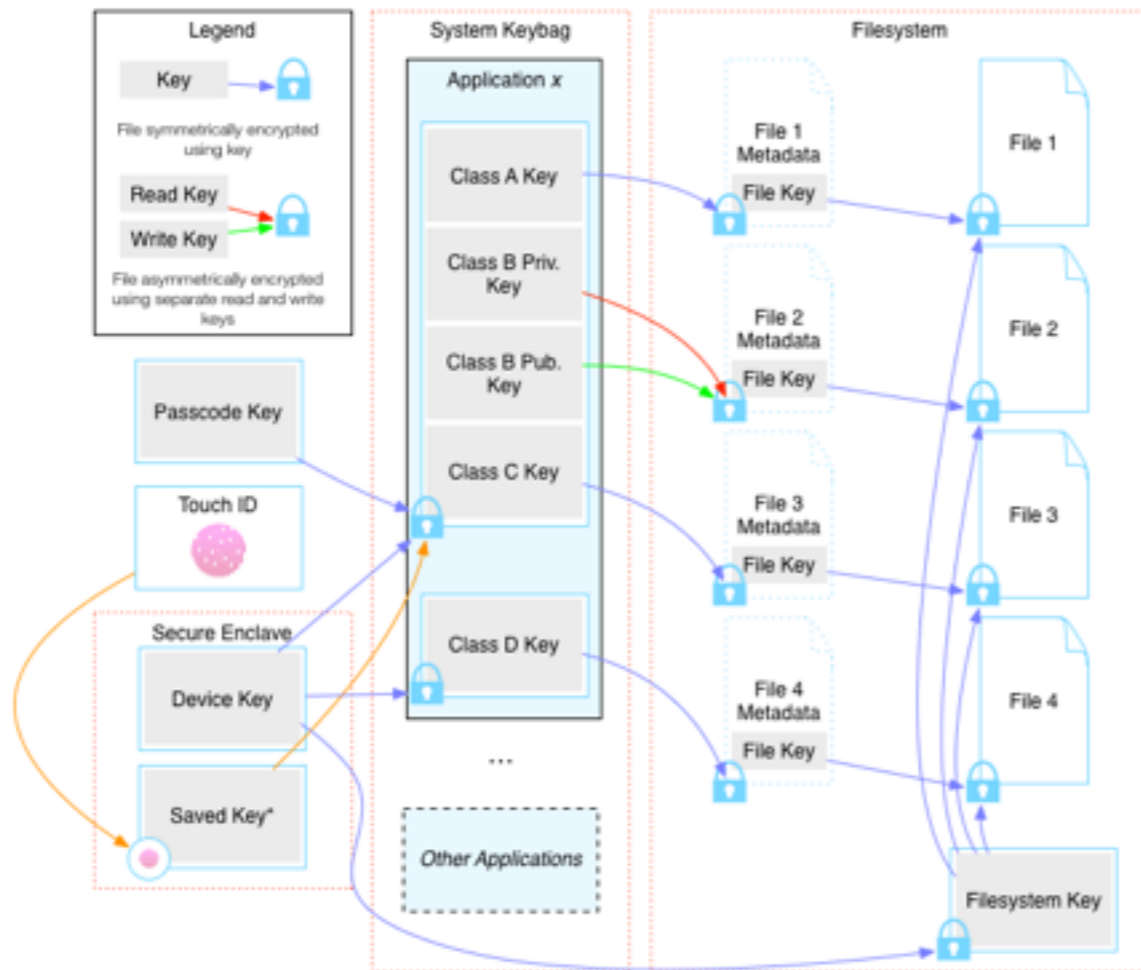 Legend
Key
File symmetrically encrypted
using key
Read Key
Write Key
File asymmetrically encrypted
using separate read and write
keys
Passcode Key
Touch ID
Secure Enclave
Device Key
Saved Key*
System Keybag
Application x
Class A Key
Class B Priv.
Key
Class B Pub.
Key
Class C Key
Class D Key
...
Other Applications
Filesystem
File 1
Metadata
File Key
File 1
File 2
Metadata
File Key
File 2
File 3
Metadata
File Key
File 3
File 4
Metadata
File Key
File 4
Filesystem Key